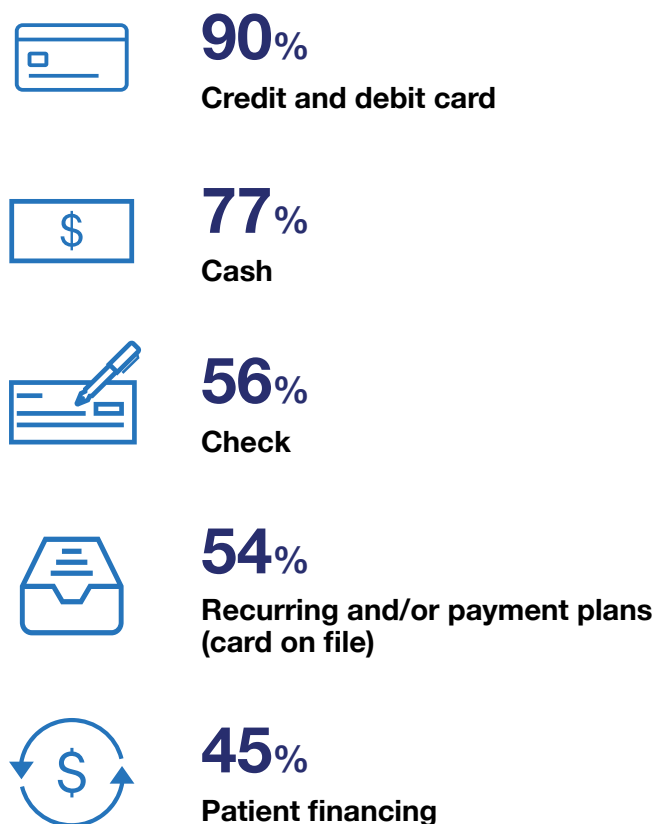 90%
Credit and debit card
$
77%
Cash
56%
Check
54%
Recurring and/or payment plans
(card on file)
$
45%
Patient financing